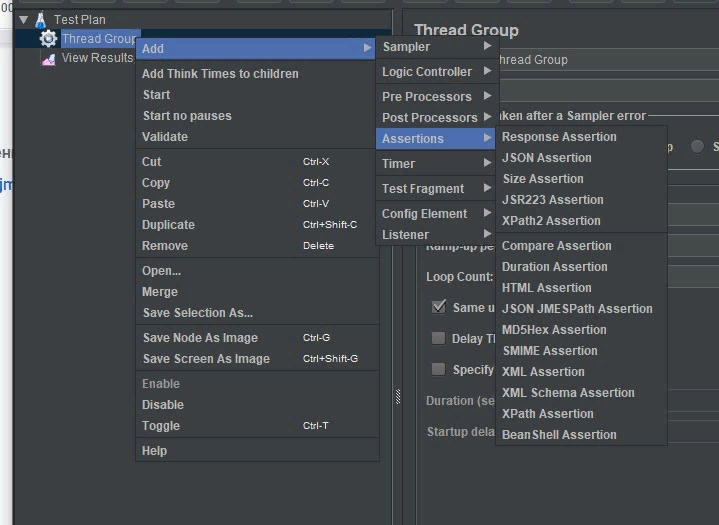 00
Test Plan
Thread Group
View Results
Add
Add Think Times to children
Start
Start no pauses
Validate
Cut Ctrl-X
Copy Ctrl-C
Paste Ctrl-V
Duplicate Ctrl+Shift-C
Remove Delete
Open...
Merge
Save Selection As...
Save Node As Image Ctrl-G
Save Screen As Image Ctrl+Shift-G
Enable
Disable
Toggle Ctrl-T
Help
Sampler
Logic Controller
Pre Processors
Post Processors
Assertions
Timer
Test Fragment
Config Element
Listener
Response Assertion
JSON Assertion
Size Assertion
JSR223 Assertion
XPath2 Assertion
Compare Assertion
Duration Assertion
HTML Assertion
JSON JMESPath Assertion
MD5Hex Assertion
SMIME Assertion
XML Assertion
XML Schema Assertion
XPath Assertion
BeanShell Assertion
Thread Group
Thread Group
ken after a Sampler error
p
S
Ramp-up pe
Loop Count:
Same u
Delay Th
Specify
Duration (se
Startup dela
ен
jm